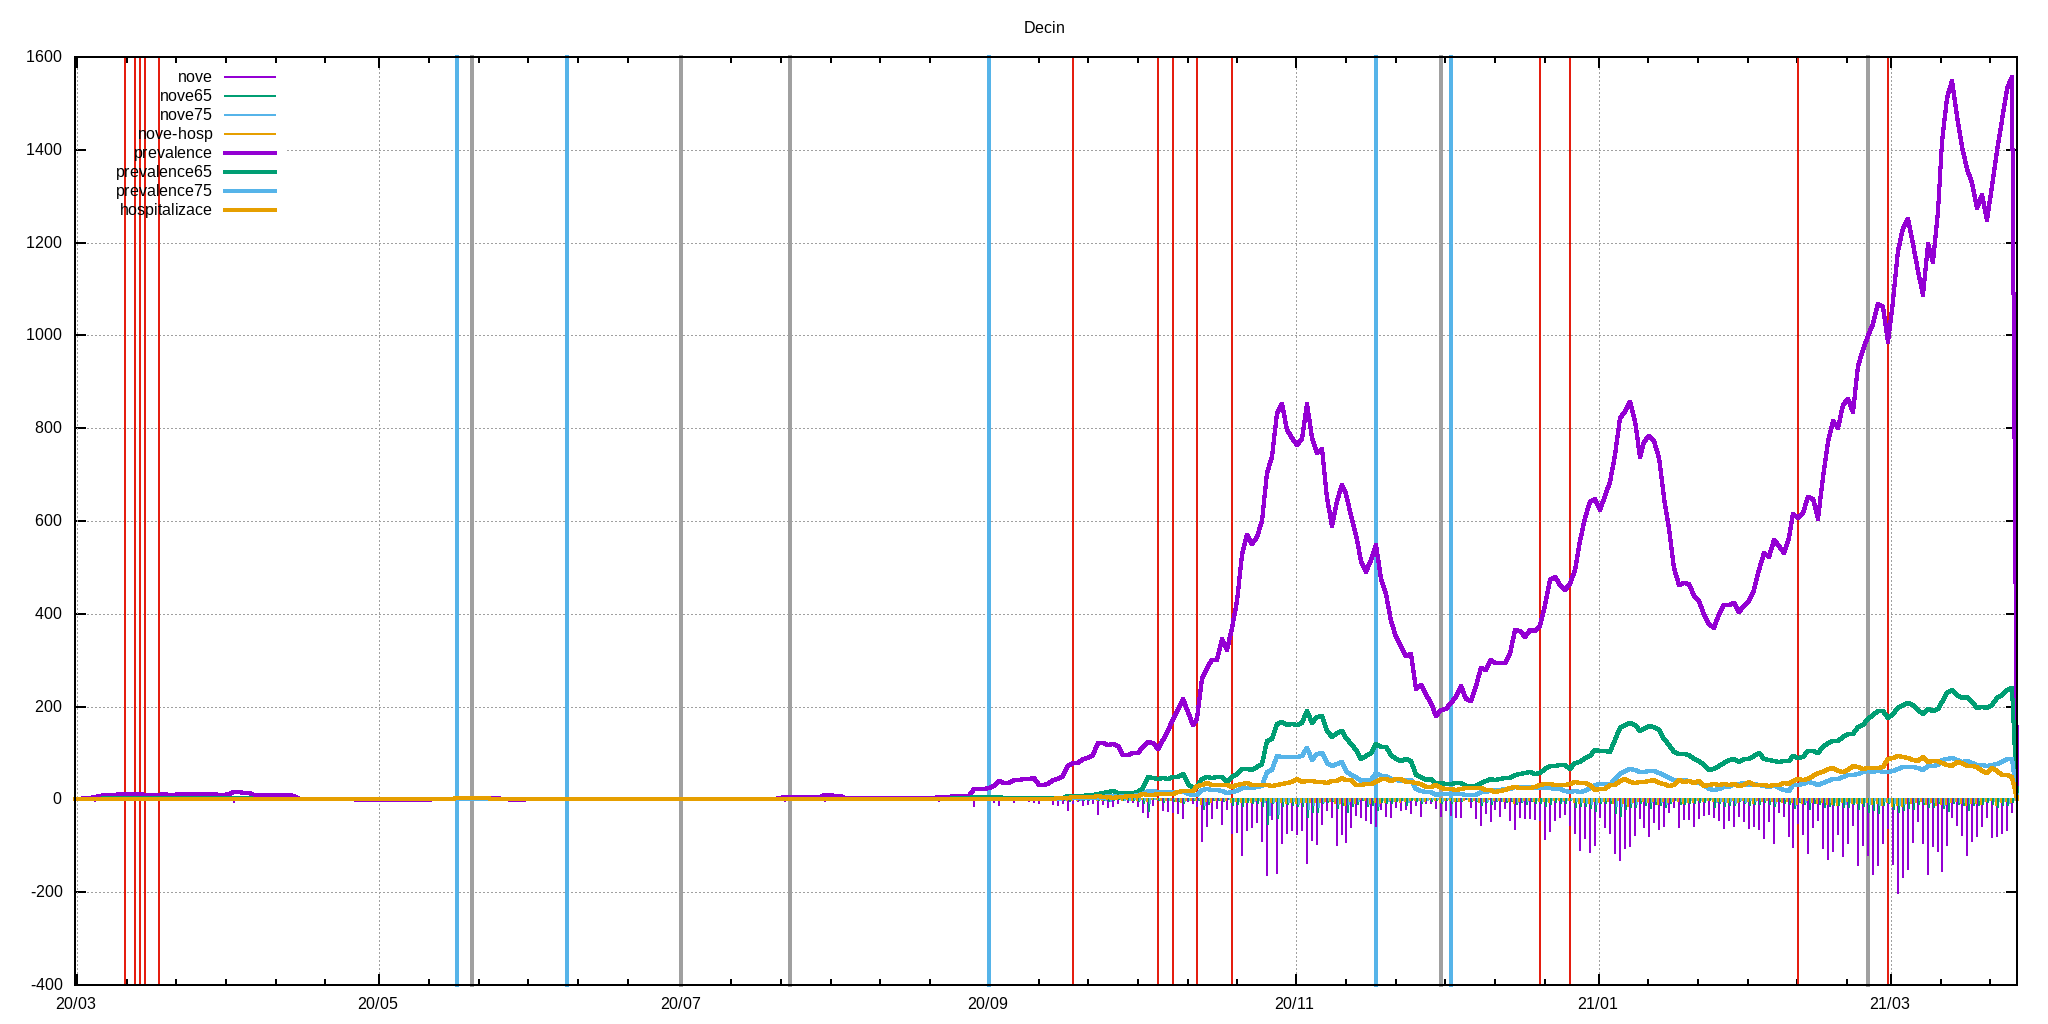 Decin
1600
1400
1200
1000
800
600
400
200
0
-200
-400
nove
nove65
nove75
nove-hosp
prevalence
prevalence65
prevalence75
hospitalizace
20/03 20/05 20/07 20/09 20/11 21/01 21/03